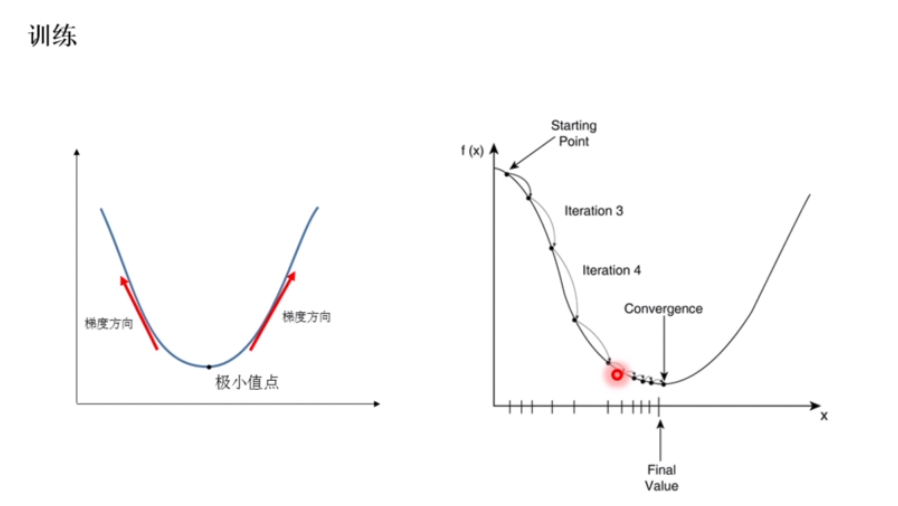 训练
梯度方向
梯度方向
极小值点
Starting
Point
f (x)
Iteration 3
Iteration 4
Convergence
x
Final
Value